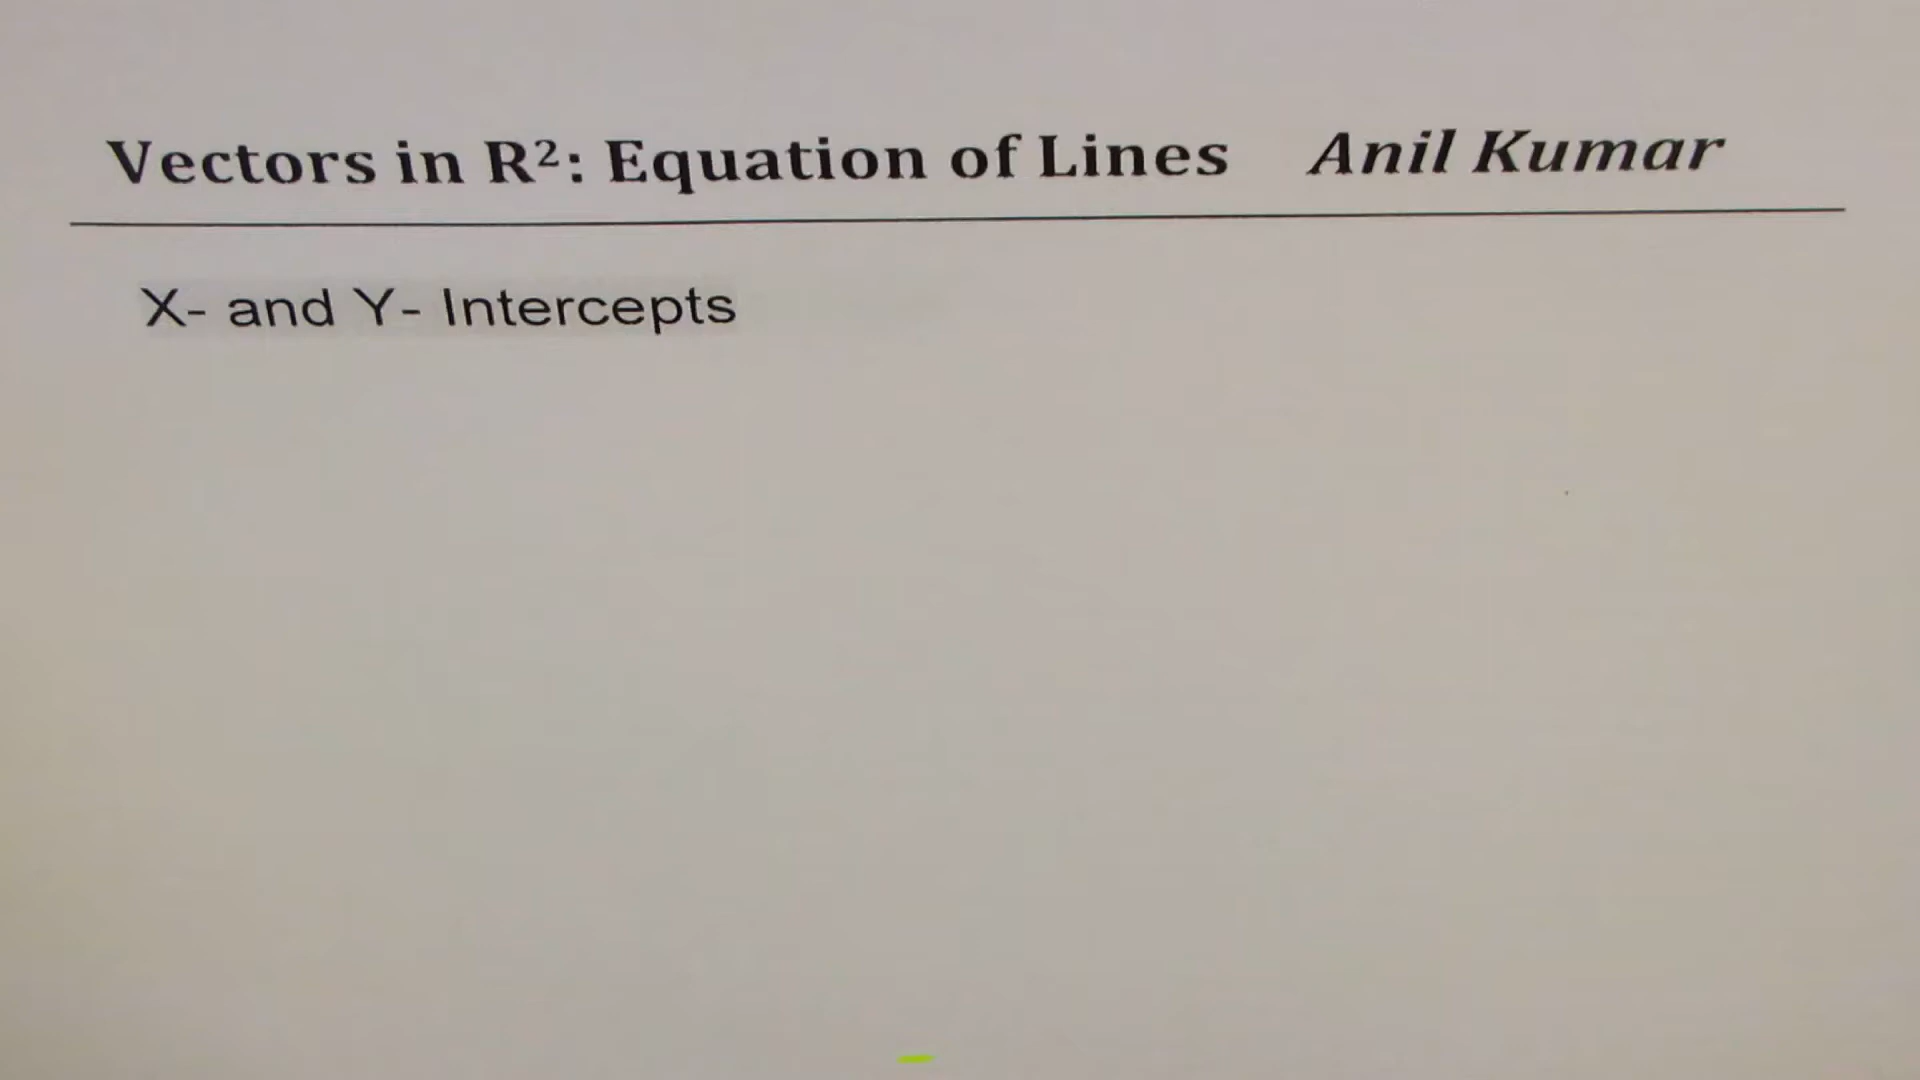 Vectors in R²: Equation of Lines Anil Kumar
X- and Y- Intercepts